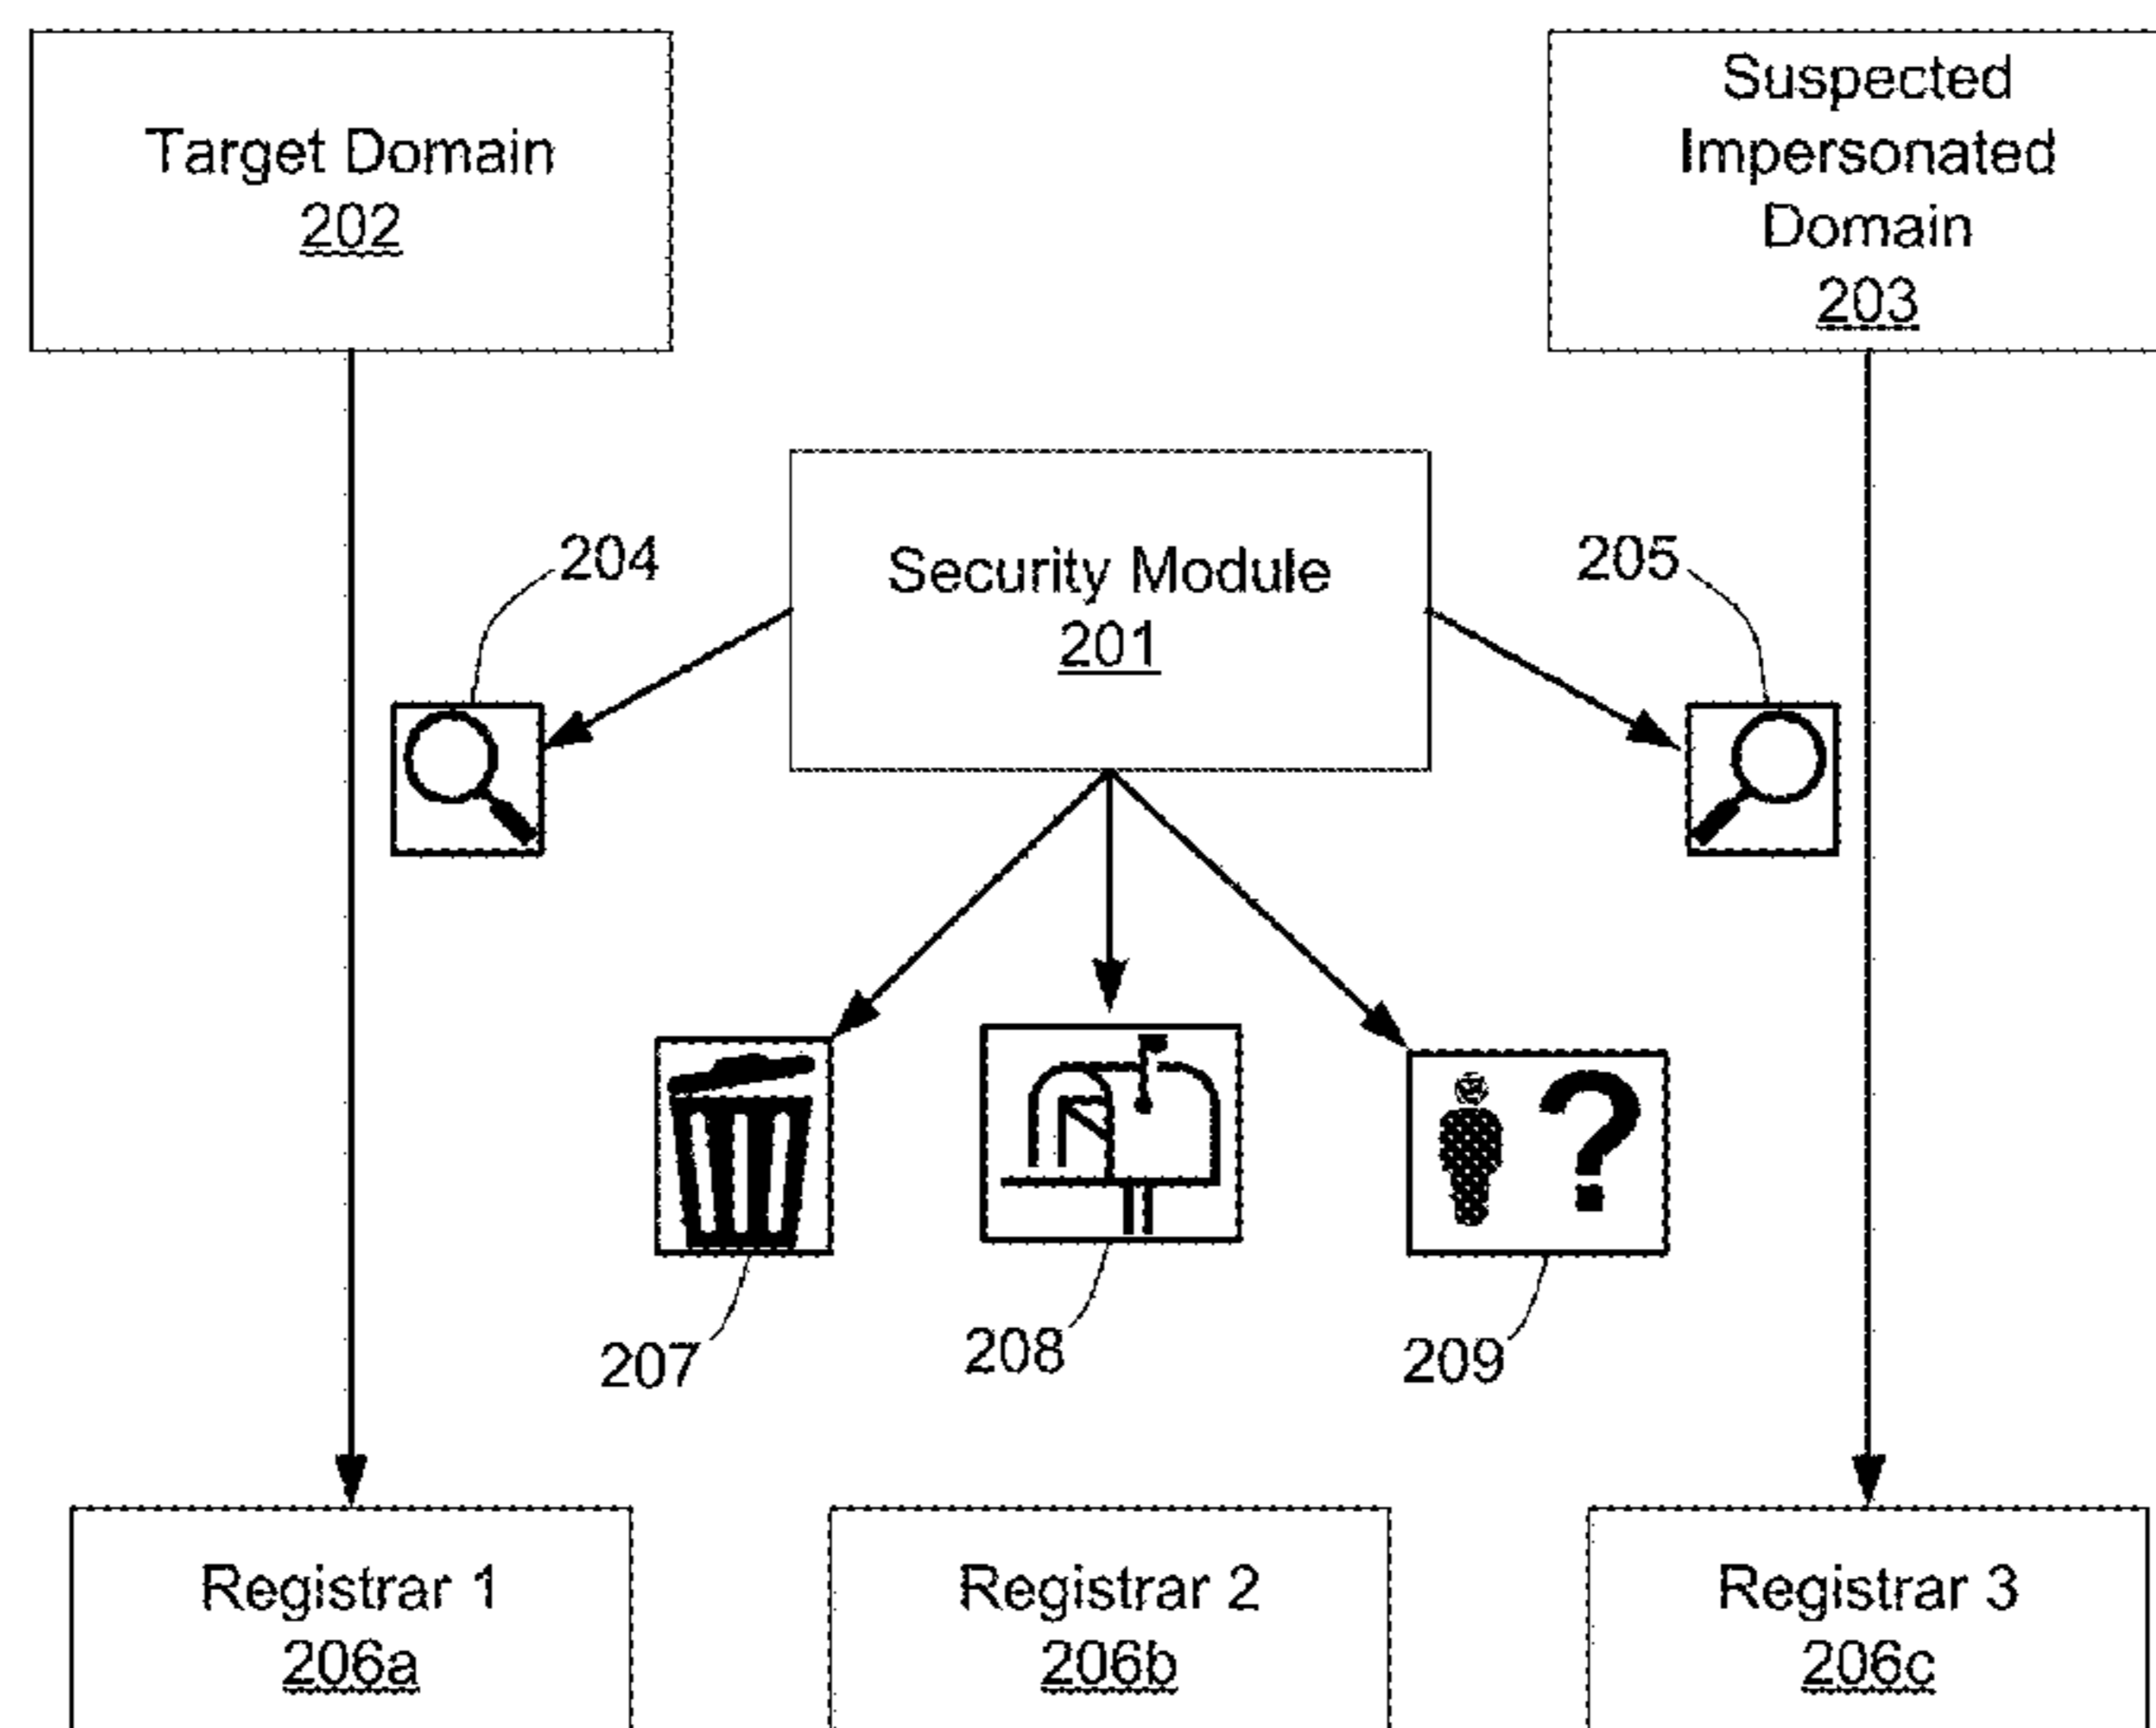 Target Domain
202
Suspected
Impersonated
Domain
203
Security Module
201
204
205
207
208
209
Registrar 1
206a
Registrar 2
206b
Registrar 3
206c